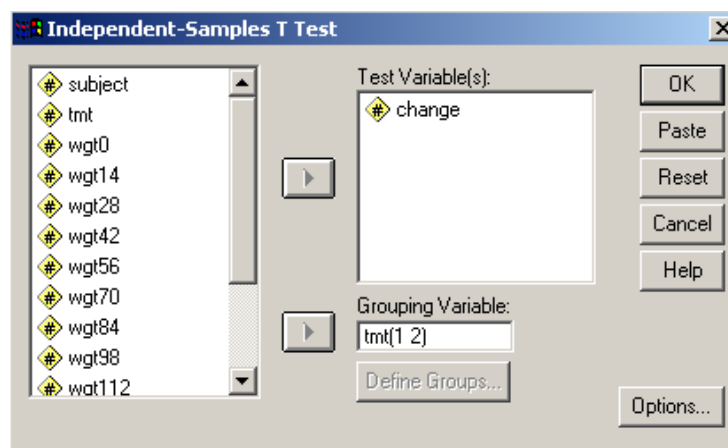 Independent-Samples T Test
subject
tmt
wgt0
wgt14
wgt28
wgt42
wgt56
wgt70
wgt84
wgt98
wgt112
Test Variable(s):
change
Grouping Variable:
tmt(1 2)
Define Groups...
OK
Paste
Reset
Cancel
Help
Options...